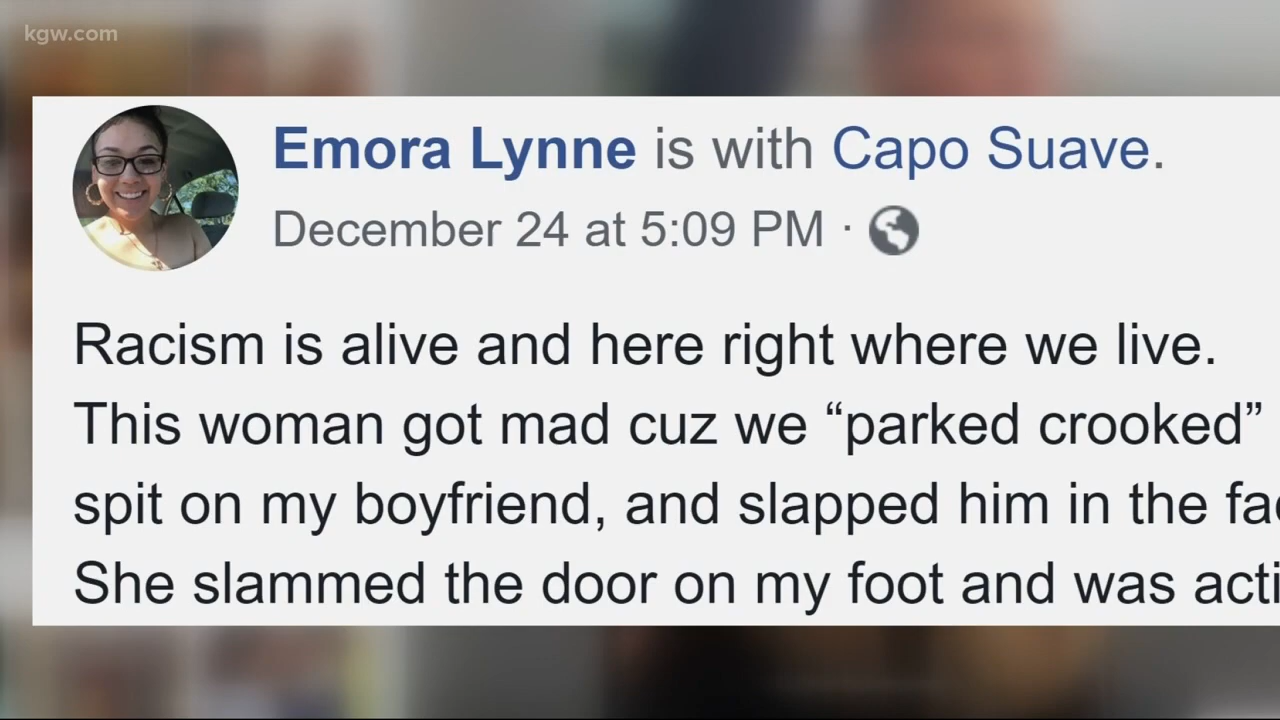 kgw.com
Emora Lynne is with Capo Suave.
December 24 at 5:09 PM ·
Racism is alive and here right where we live.
This woman got mad cuz we “parked crooked”
spit on my boyfriend, and slapped him in the
She slammed the door on my foot and was